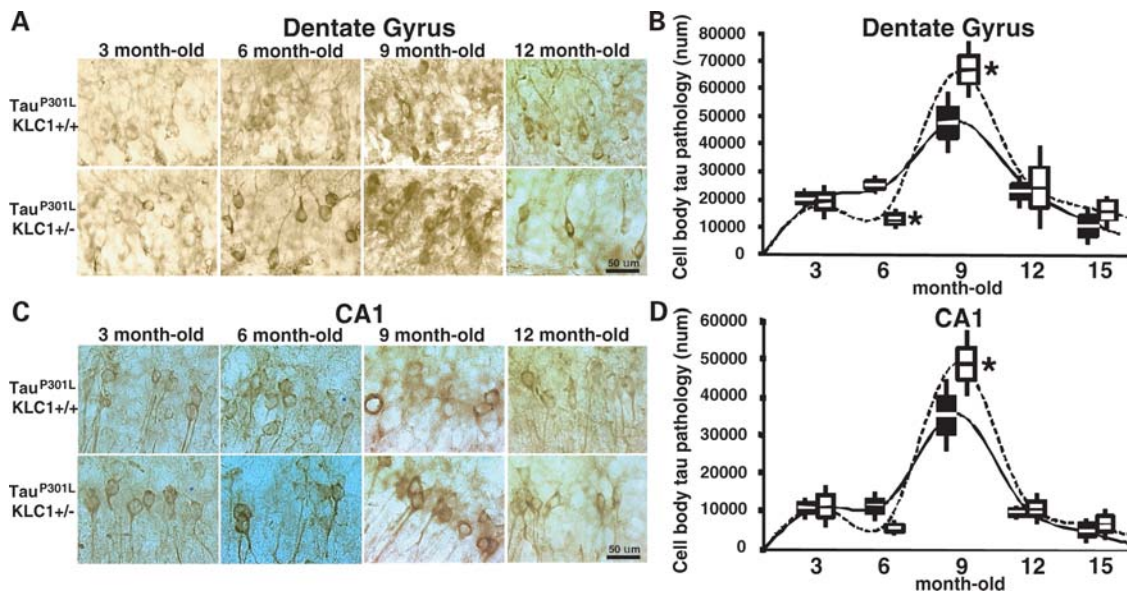 A
Dentate Gyrus
3 month-old 6 month-old 9 month-old 12 month-old
Tau^P301L
KLC1+/+
Tau^P301L
KLC1+/-
50 um
B
Dentate Gyrus
Cell body tau pathology (num)
80000
70000
60000
50000
40000
30000
20000
10000
0
*
*
3 6 9 12 15
month-old
C
CA1
3 month-old 6 month-old 9 month-old 12 month-old
Tau^P301L
KLC1+/+
Tau^P301L
KLC1+/-
50 um
D
CA1
Cell body tau pathology (num)
60000
50000
40000
30000
20000
10000
0
*
3 6 9 12 15
month-old